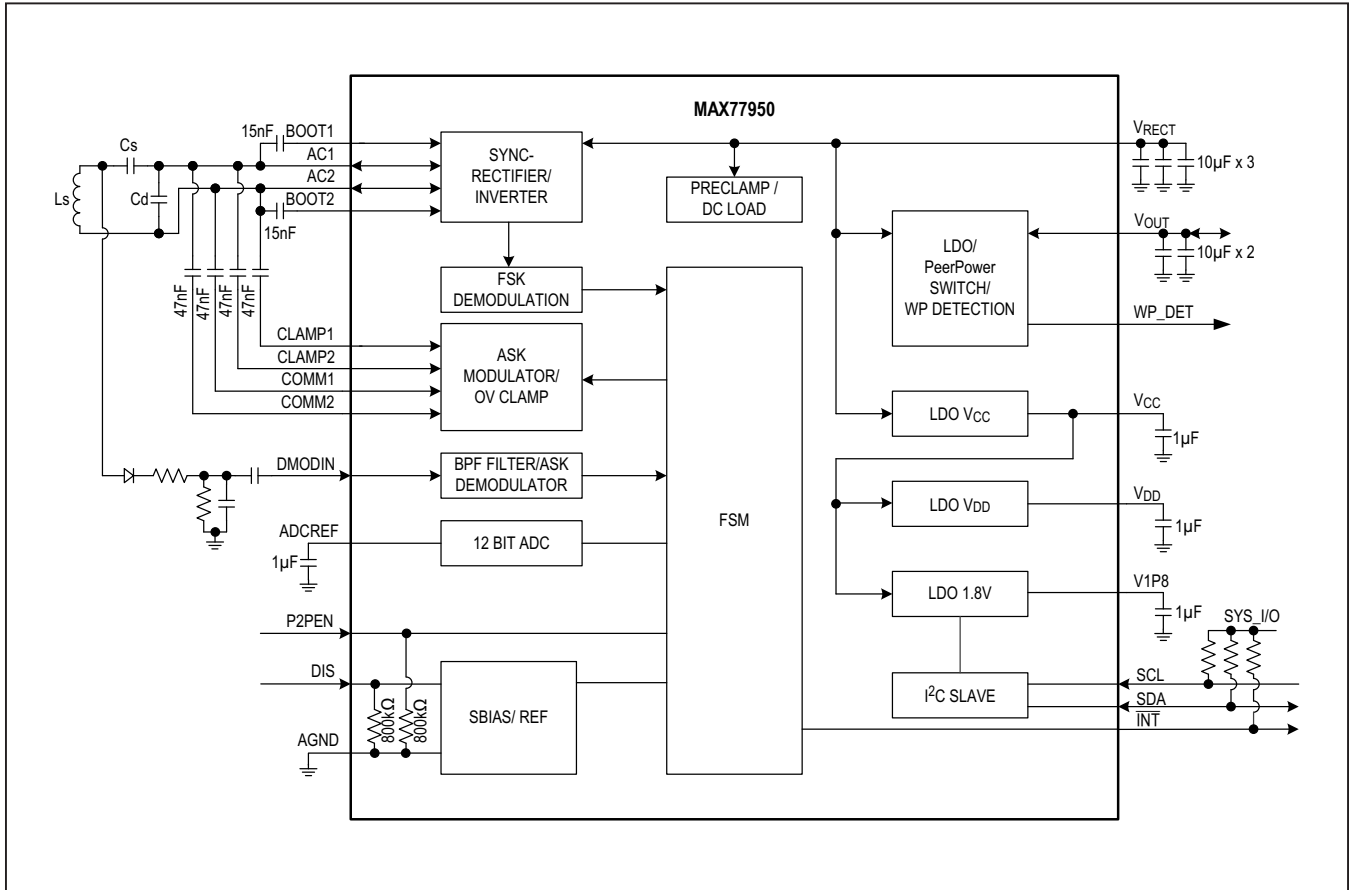 MAX77950
15nF
BOOT1
AC1
AC2
BOOT2
15nF
Cs
Ls
Cd
47nF
47nF
47nF
47nF
CLAMP1
CLAMP2
COMM1
COMM2
DMODIN
ADCREF
1µF
P2PEN
DIS
AGND
800kΩ
800kΩ
SYNC-
RECTIFIER/
INVERTER
FSK
DEMODULATION
ASK
MODULATOR/
OV CLAMP
BPF FILTER/ASK
DEMODULATOR
12 BIT ADC
SBIAS/ REF
FSM
PRECLAMP /
DC LOAD
LDO/
PeerPower
SWITCH/
WP DETECTION
LDO VCC
LDO VDD
LDO 1.8V
I2C SLAVE
VRECT
10µF x 3
VOUT
10µF x 2
WP_DET
VCC
1µF
VDD
1µF
V1P8
1µF
SYS_I/O
SCL
SDA
INT